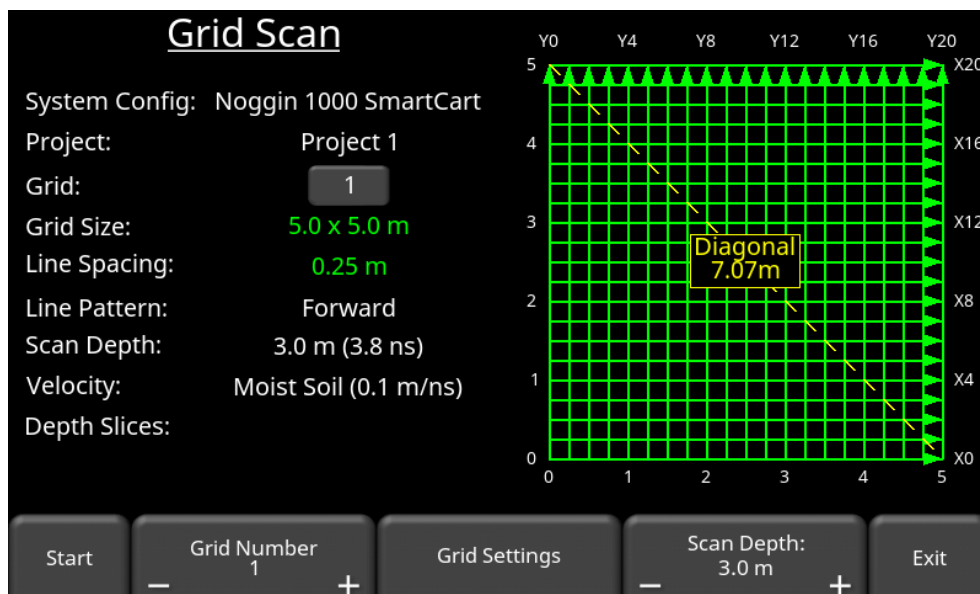 Grid Scan
System Config: Noggin 1000 SmartCart
Project: Project 1
Grid: 1
Grid Size: 5.0 x 5.0 m
Line Spacing: 0.25 m
Line Pattern: Forward
Scan Depth: 3.0 m (3.8 ns)
Velocity: Moist Soil (0.1 m/ns)
Depth Slices:
Y0 Y4 Y8 Y12 Y16 Y20
5 X20
4 X16
3 X12
Diagonal
7.07m
2 X8
1 X4
0 X0
0 1 2 3 4 5
Start
Grid Number
1
− +
Grid Settings
Scan Depth:
3.0 m
− +
Exit